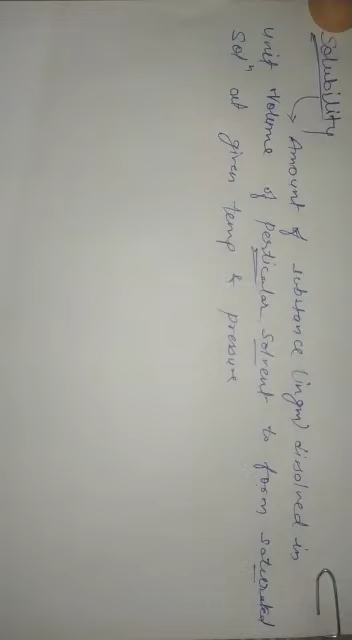 Solubility
→ Amount of substance (in gm) dissolved in
unit volume of perticular solvent to form saturated
Solⁿ at given temp & pressure